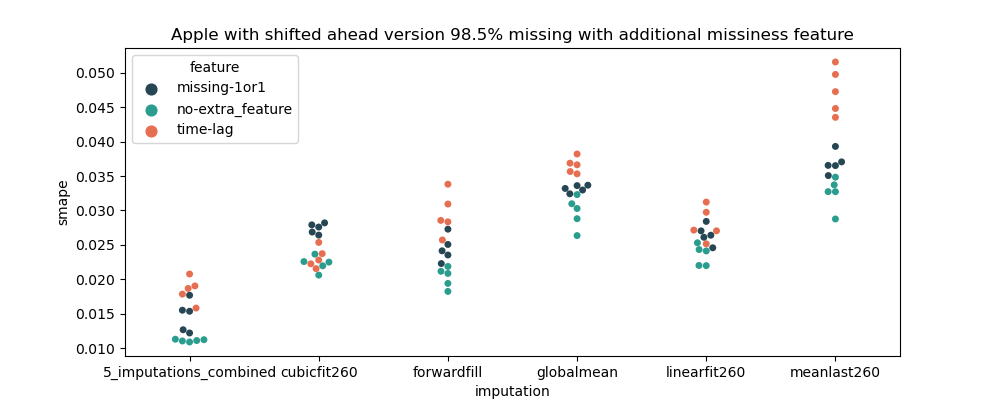 Apple with shifted ahead version 98.5% missing with additional missiness feature
feature
missing-1or1
no-extra_feature
time-lag
smape
0.050
0.045
0.040
0.035
0.030
0.025
0.020
0.015
0.010
5_imputations_combined
cubicfit260
forwardfill
globalmean
linearfit260
meanlast260
imputation